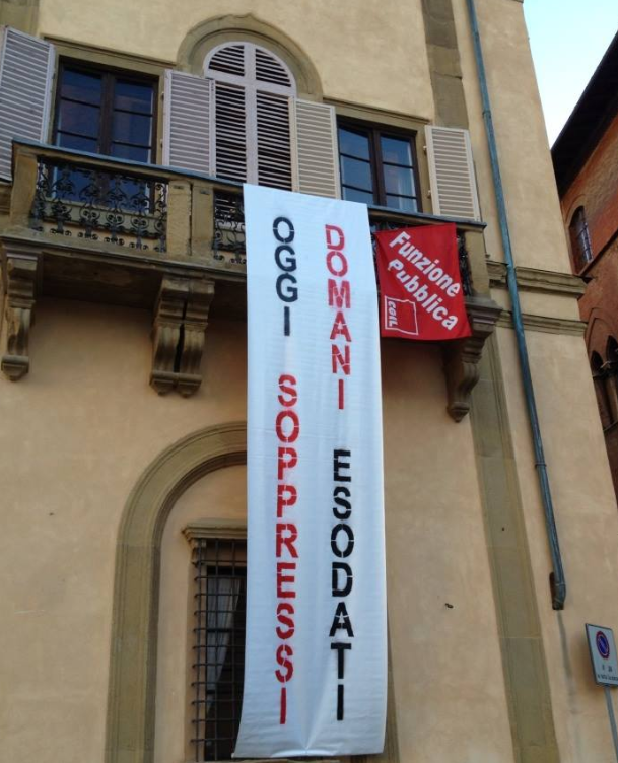 OGGI SOPPRESSI
DOMANI ESODATI
Funzione
Pubblica
CGIL